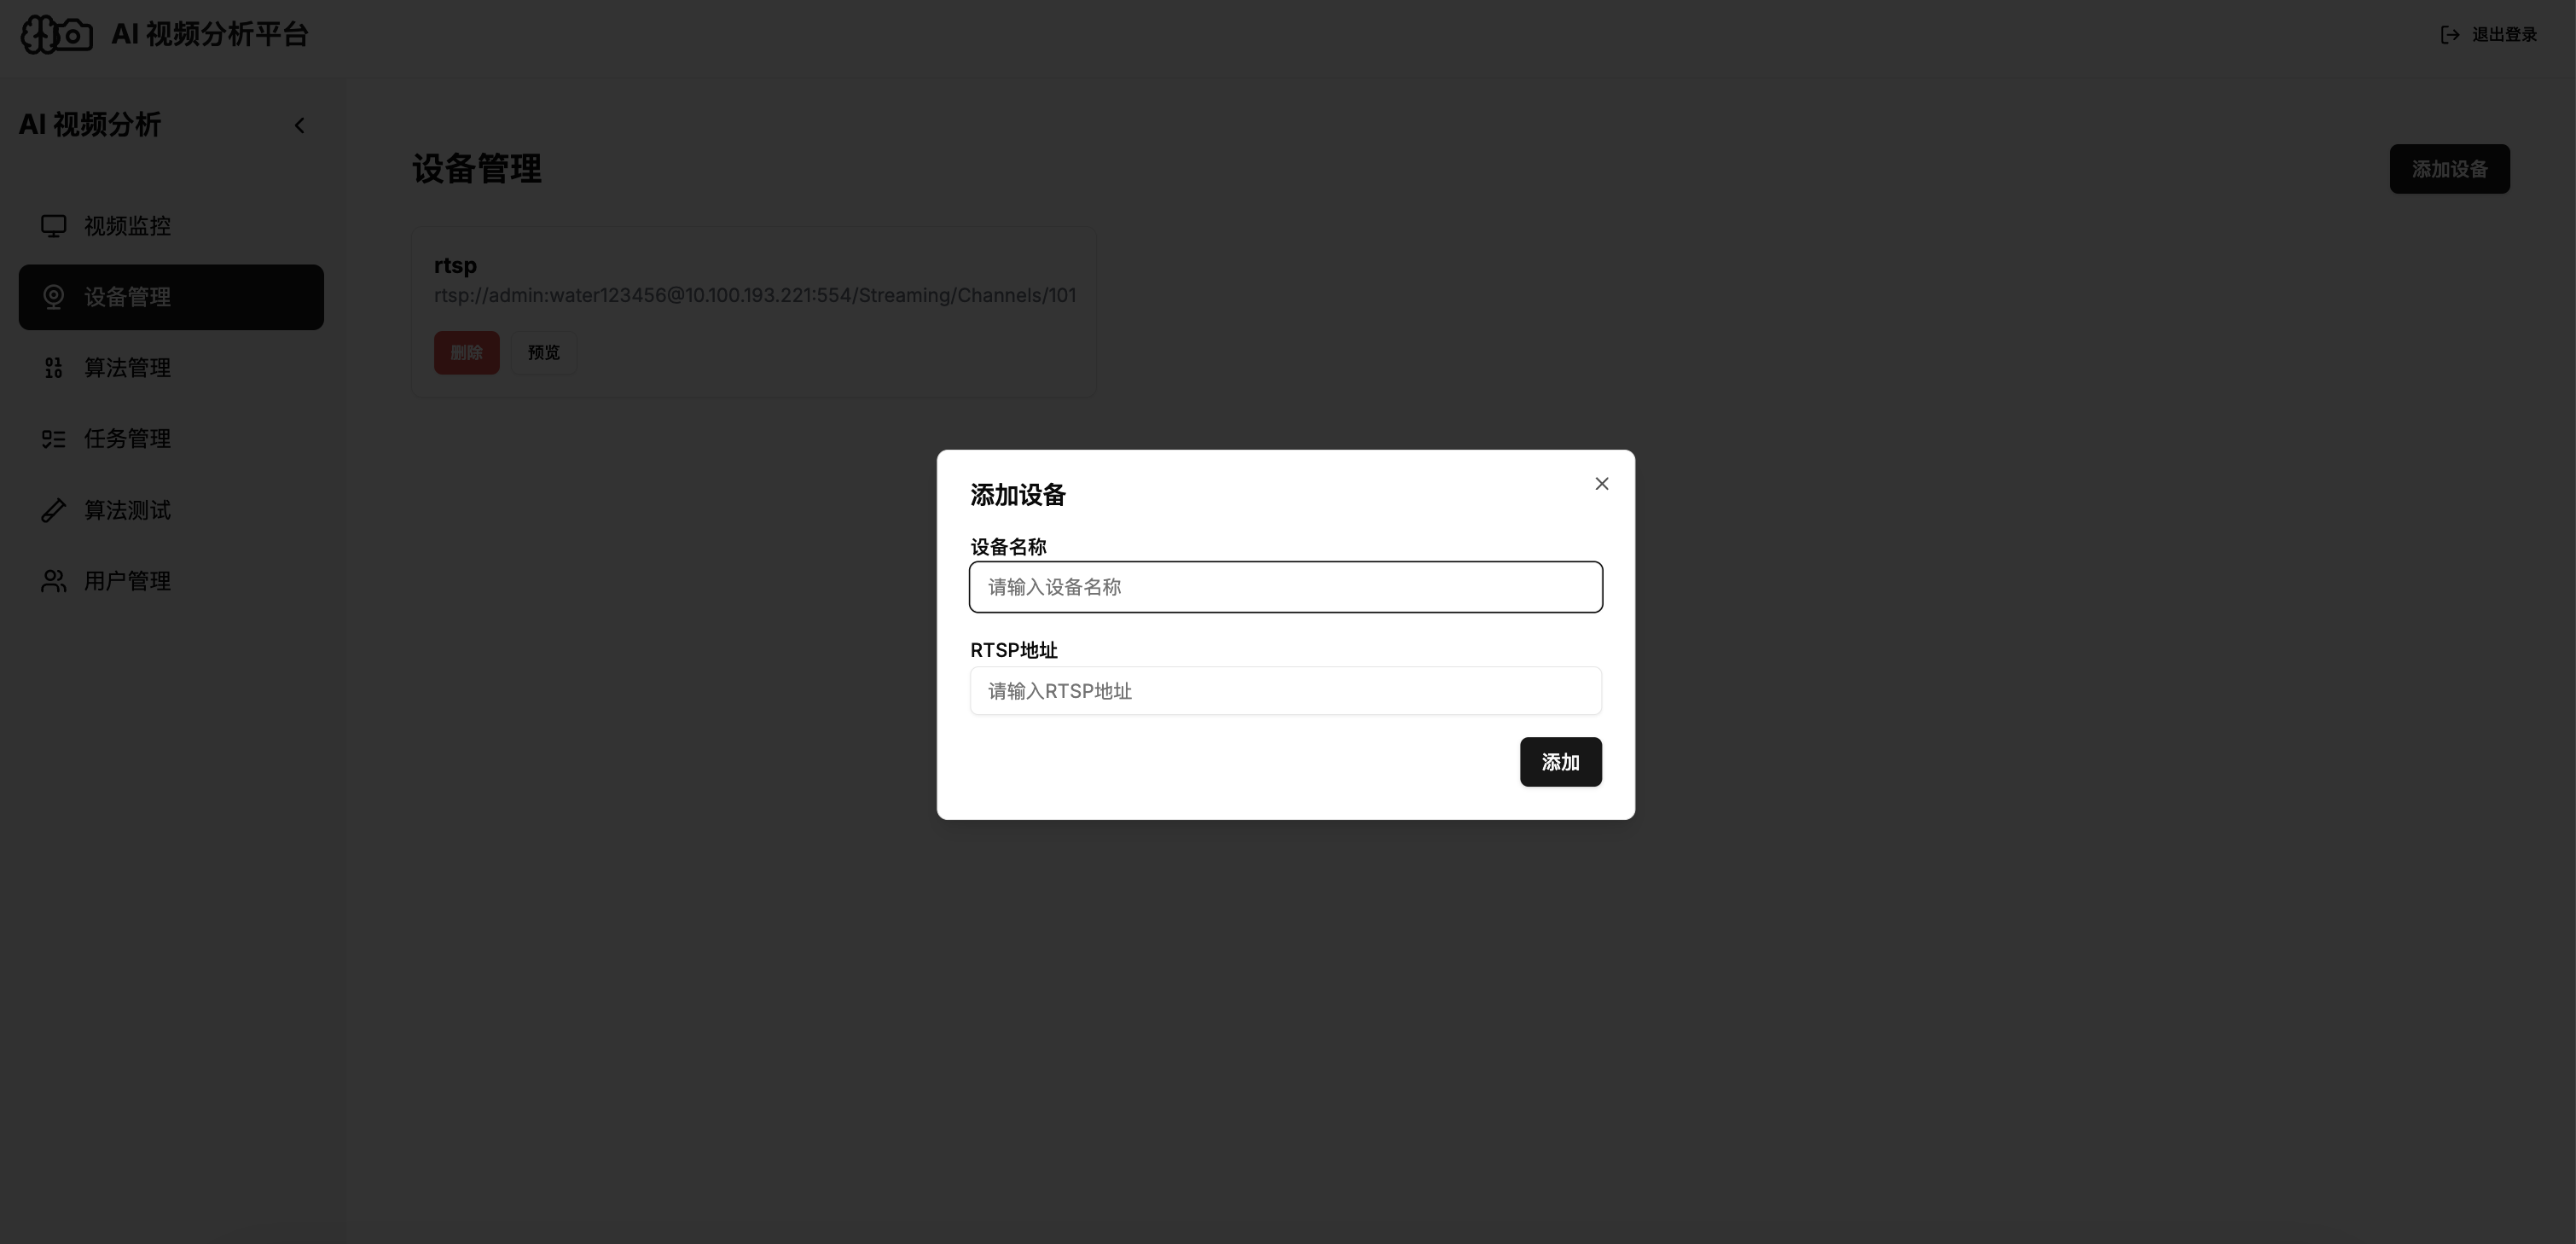 AI 视频分析平台
退出登录
AI 视频分析
视频监控
设备管理
算法管理
任务管理
算法测试
用户管理
设备管理
添加设备
rtsp
rtsp://admin:water123456@10.100.193.221:554/Streaming/Channels/101
删除
预览
添加设备
设备名称
请输入设备名称
RTSP地址
请输入RTSP地址
添加